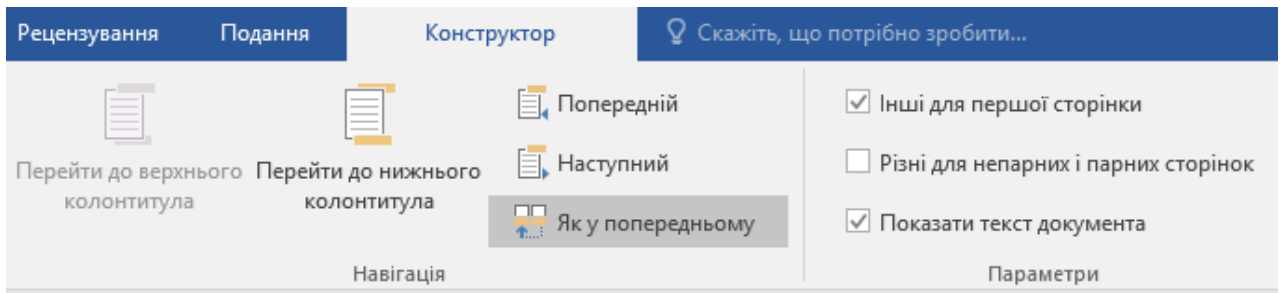 Рецензування Подання Конструктор Скажіть, що потрібно зробити...
Перейти до верхнього колонтитула
Перейти до нижнього колонтитула
Попередній
Наступний
Як у попередньому
Навігація
Інші для першої сторінки
Різні для непарних і парних сторінок
Показати текст документа
Параметри